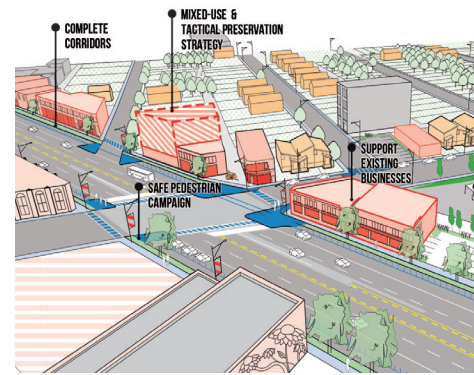 COMPLETE
CORRIDORS
MIXED-USE &
TACTICAL PRESERVATION
STRATEGY
SUPPORT
EXISTING
BUSINESSES
SAFE PEDESTRIAN
CAMPAIGN